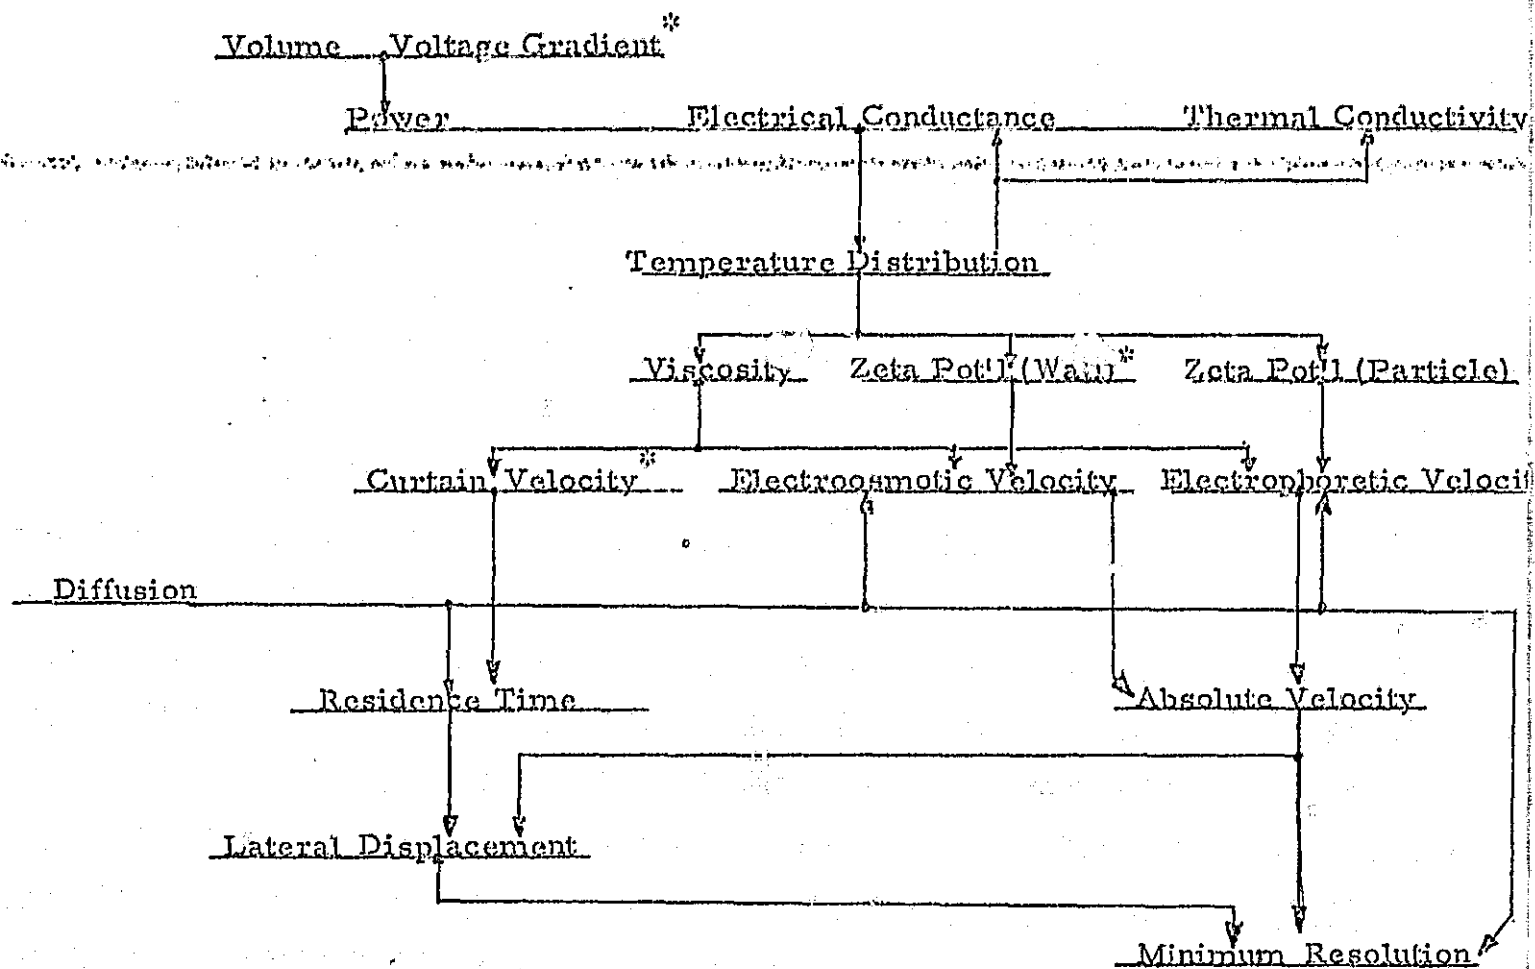 Volume Voltage Gradient*
Power Electrical Conductance Thermal Conductivity
Temperature Distribution
Viscosity Zeta Pot'l (Wall)* Zeta Pot'l (Particle)
Curtain Velocity* Electroosmotic Velocity Electrophoretic Velocit
Diffusion
Residence Time Absolute Velocity
Lateral Displacement
Minimum Resolution